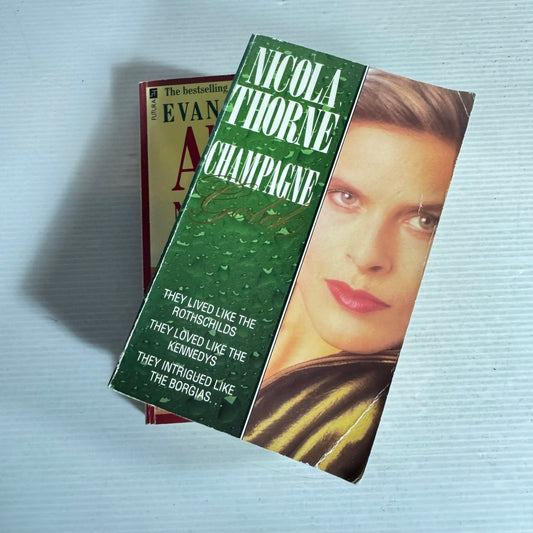 NICOLA
THORNE
CHAMPAGNE
Gold
THEY LIVED LIKE THE
ROTHSCHILDS
THEY LOVED LIKE THE
KENNEDYS
THEY INTRIGUED LIKE
THE BORGIAS...
FUTURA
The bestselling
EVAN
A